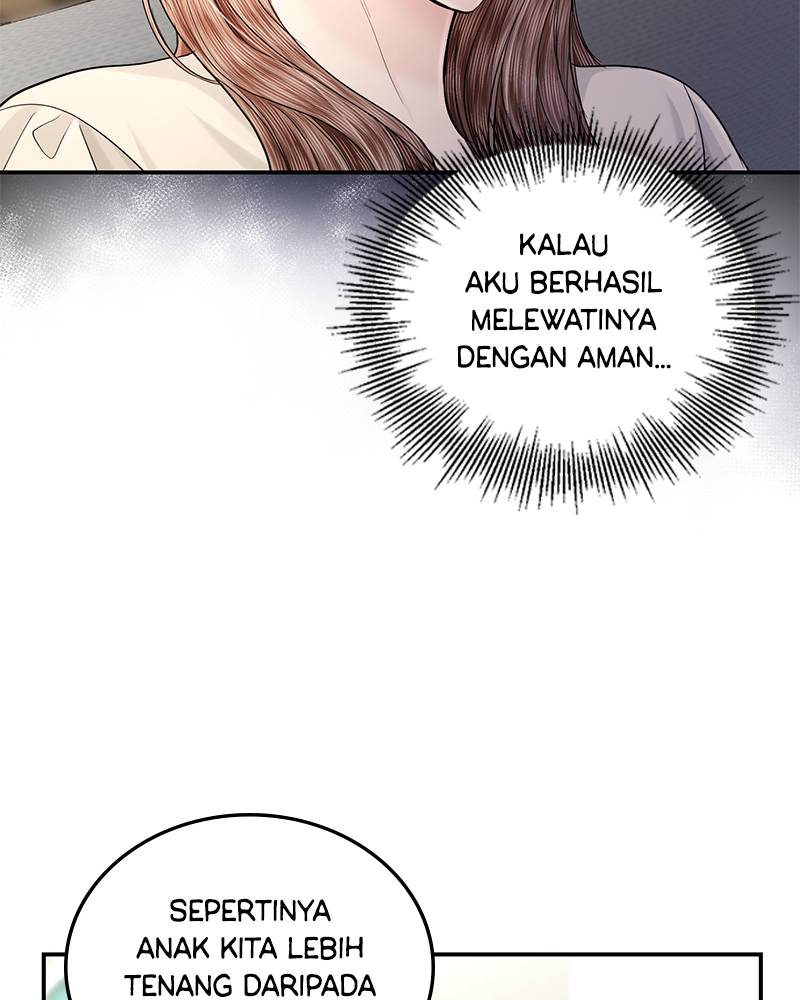 KALAU
AKU BERHASIL
MELEWATINYA
DENGAN AMAN...
SEPERTINYA
ANAK KITA LEBIH
TENANG DARIPADA